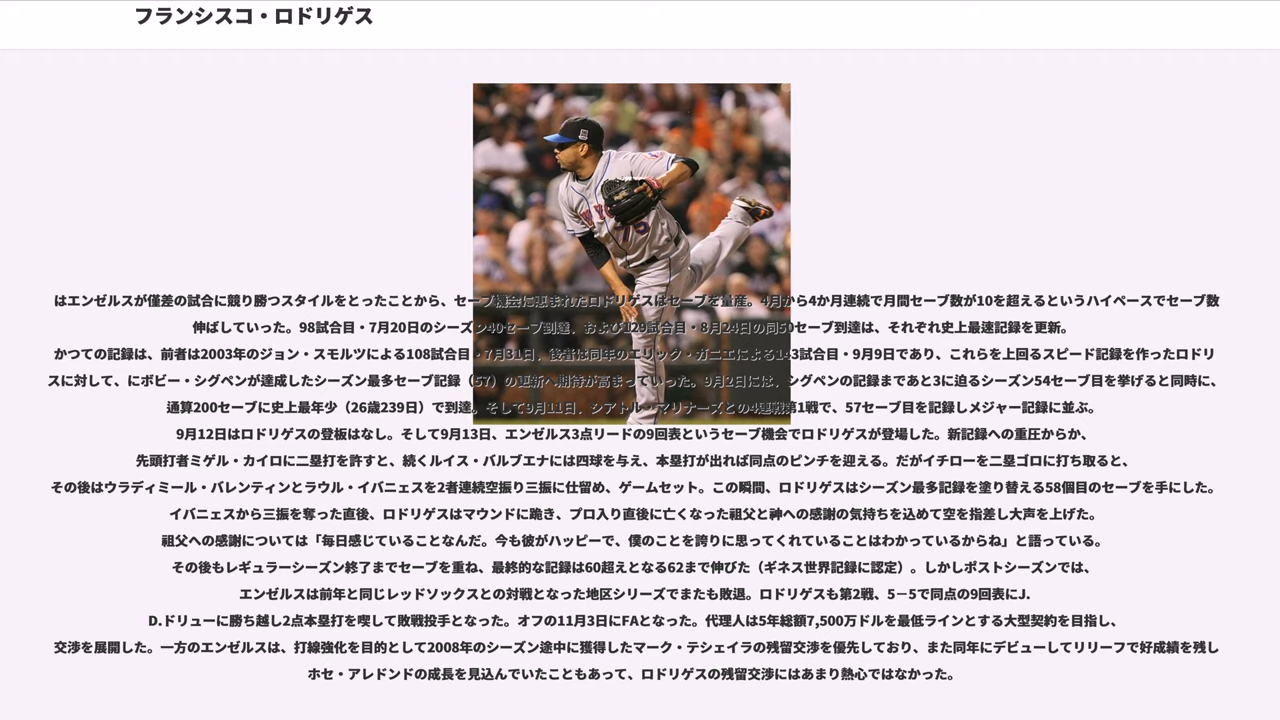 フランシスコ・ロドリゲス
はエンゼルスが僅差の試合に競り勝つスタイルをとったことから、セーブ機会に恵まれたロドリゲスはセーブを量産。4月から4か月連続で月間セーブ数が10を超えるというハイペースでセーブ数
伸ばしていった。98試合目・7月20日のシーズン40セーブ到達、および129試合目・8月24日の同50セーブ到達は、それぞれ史上最速記録を更新。
かつての記録は、前者は2003年のジョン・スモルツによる108試合目・7月31日、後者は同年のエリック・ガニエによる143試合目・9月9日であり、これらを上回るスピード記録を作ったロドリ
スに対して、にボビー・シグペンが達成したシーズン最多セーブ記録（57）の更新へ期待が高まっていった。9月2日には、シグペンの記録まであと3に迫るシーズン54セーブ目を挙げると同時に、
通算200セーブに史上最年少（26歳239日）で到達。そして9月11日、シアトル・マリナーズとの4連戦第1戦で、57セーブ目を記録しメジャー記録に並ぶ。
9月12日はロドリゲスの登板はなし。そして9月13日、エンゼルス3点リードの9回表というセーブ機会でロドリゲスが登場した。新記録への重圧からか、
先頭打者ミゲル・カイロに二塁打を許すと、続くルイス・バルブエナには四球を与え、本塁打が出れば同点のピンチを迎える。だがイチローを二塁ゴロに打ち取ると、
その後はウラディミール・バレンティンとラウル・イバニェスを2者連続空振り三振に仕留め、ゲームセット。この瞬間、ロドリゲスはシーズン最多記録を塗り替える58個目のセーブを手にした。
イバニェスから三振を奪った直後、ロドリゲスはマウンドに跪き、プロ入り直後に亡くなった祖父と神への感謝の気持ちを込めて空を指差し大声を上げた。
祖父への感謝については「毎日感じていることなんだ。今も彼がハッピーで、僕のことを誇りに思ってくれていることはわかっているからね」と語っている。
その後もレギュラーシーズン終了までセーブを重ね、最終的な記録は60超えとなる62まで伸びた（ギネス世界記録に認定）。しかしポストシーズンでは、
エンゼルスは前年と同じレッドソックスとの対戦となった地区シリーズでまたも敗退。ロドリゲスも第2戦、5－5で同点の9回表にJ.
D.ドリューに勝ち越し2点本塁打を喫して敗戦投手となった。オフの11月3日にFAとなった。代理人は5年総額7,500万ドルを最低ラインとする大型契約を目指し、
交渉を展開した。一方のエンゼルスは、打線強化を目的として2008年のシーズン途中に獲得したマーク・テシェイラの残留交渉を優先しており、また同年にデビューしてリリーフで好成績を残し
ホセ・アレドンドの成長を見込んでいたこともあって、ロドリゲスの残留交渉にはあまり熱心ではなかった。